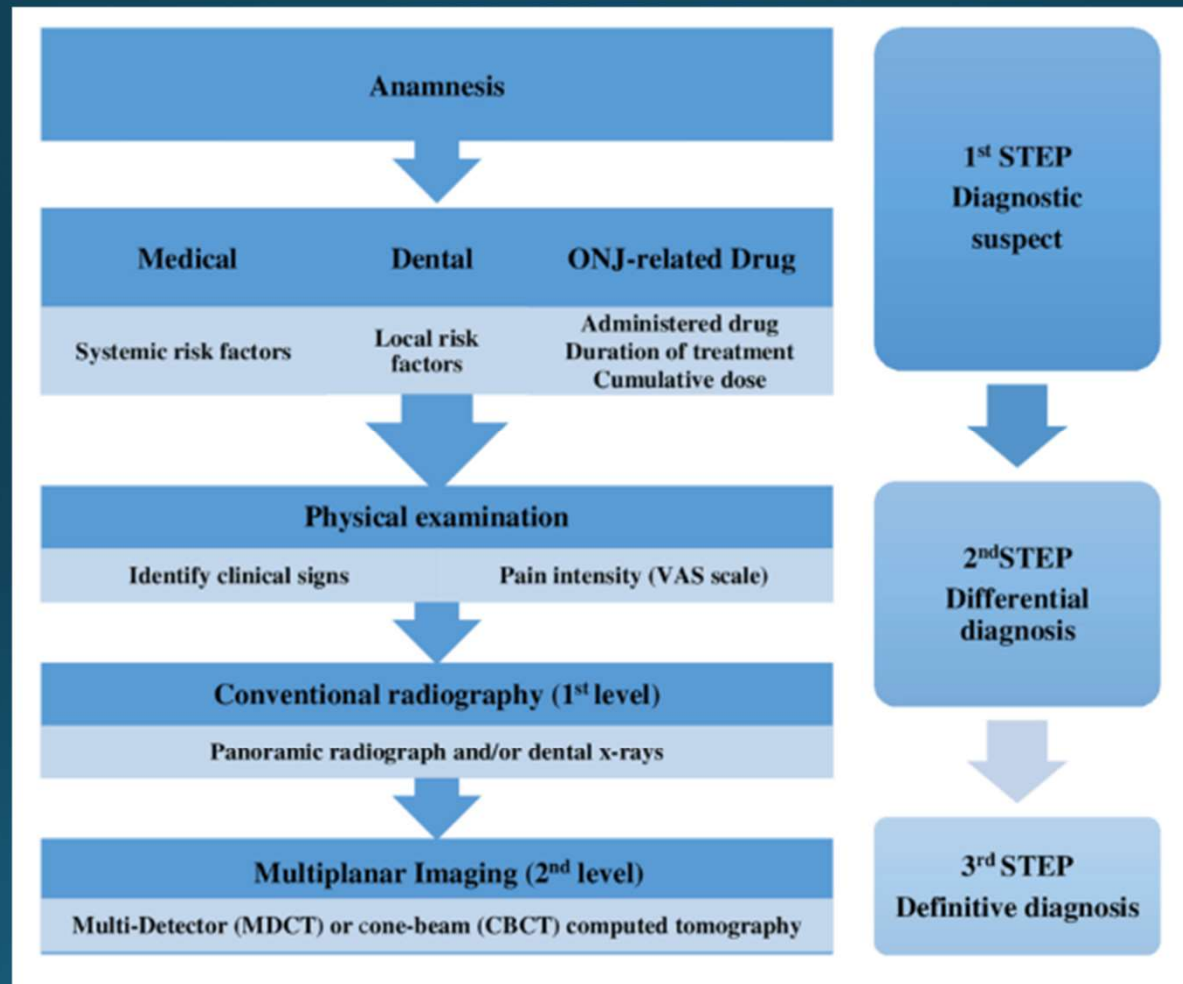 Anamnesis
Medical
Dental
ONJ-related Drug
Systemic risk factors
Local risk
factors
Administered drug
Duration of treatment
Cumulative dose
Physical examination
Identify clinical signs
Pain intensity (VAS scale)
Conventional radiography (1st level)
Panoramic radiograph and/or dental x-rays
Multiplanar Imaging (2nd level)
Multi-Detector (MDCT) or cone-beam (CBCT) computed tomography
1st STEP
Diagnostic
suspect
2ndSTEP
Differential
diagnosis
3rd STEP
Definitive diagnosis